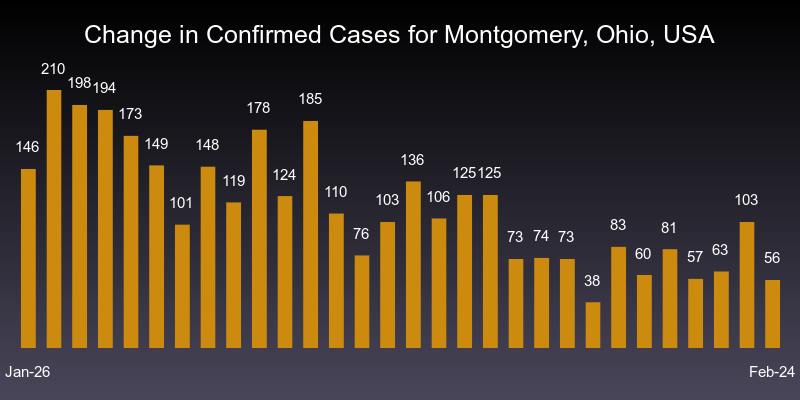 Change in Confirmed Cases for Montgomery, Ohio, USA
146 210 198 194 173 149 101 148 119 178 124 185 110 76 103 136 106 125 125 73 74 73 38 83 60 81 57 63 103 56
Jan-26 Feb-24